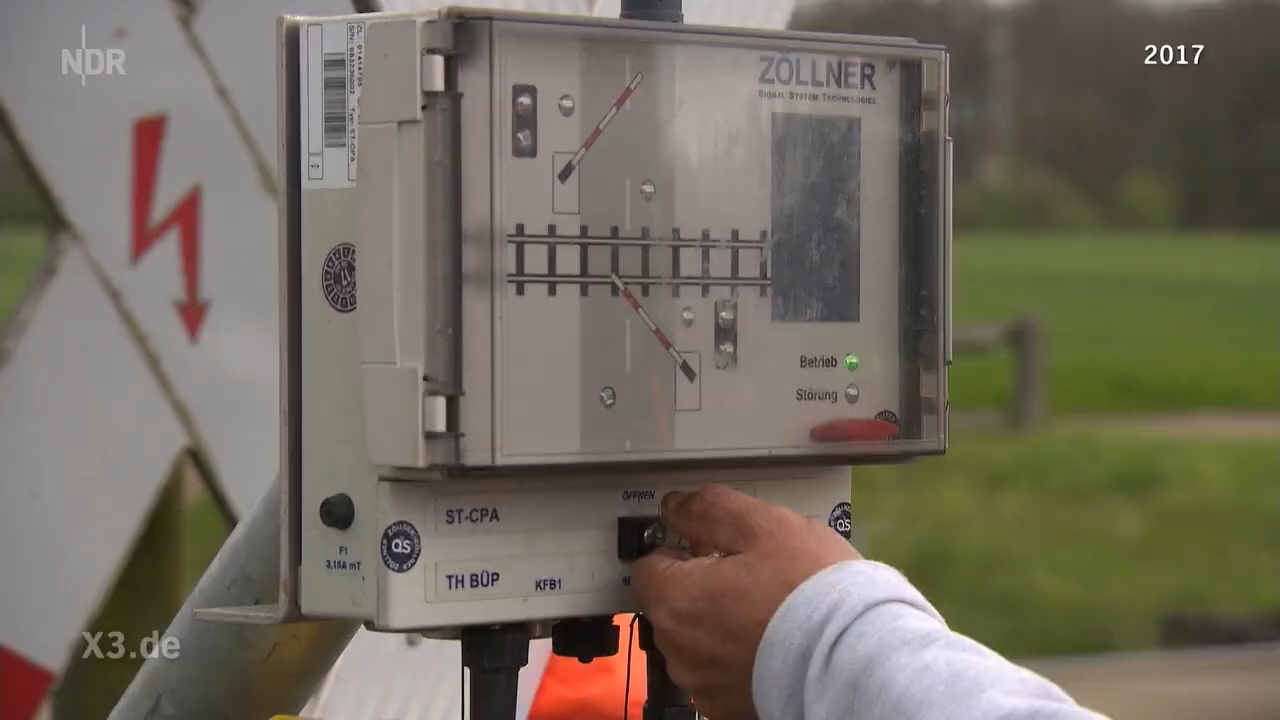 NDR
2017
ZÖLLNER
SIGNAL SYSTEM TECHNOLOGIES
Betrieb
Störung
ÖFFNEN
ST-CPA
QS
F1
3,15A mT
TH BÜP KFB1
X3.de